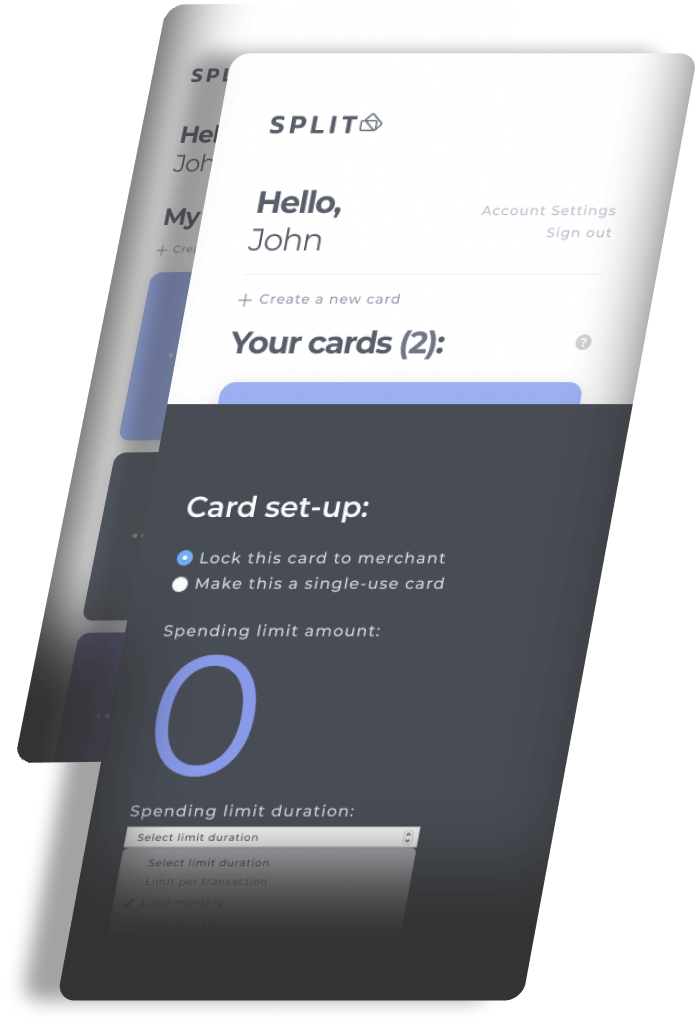 SPL
Hel
Joh
My
+ Cre
SPLIT
Hello,
John
Account Settings
Sign out
+ Create a new card
Your cards (2):
?
Card set-up:
Lock this card to merchant
Make this a single-use card
Spending limit amount:
0
Spending limit duration:
Select limit duration
Select limit duration
Limit per transaction
✓ Limit monthly